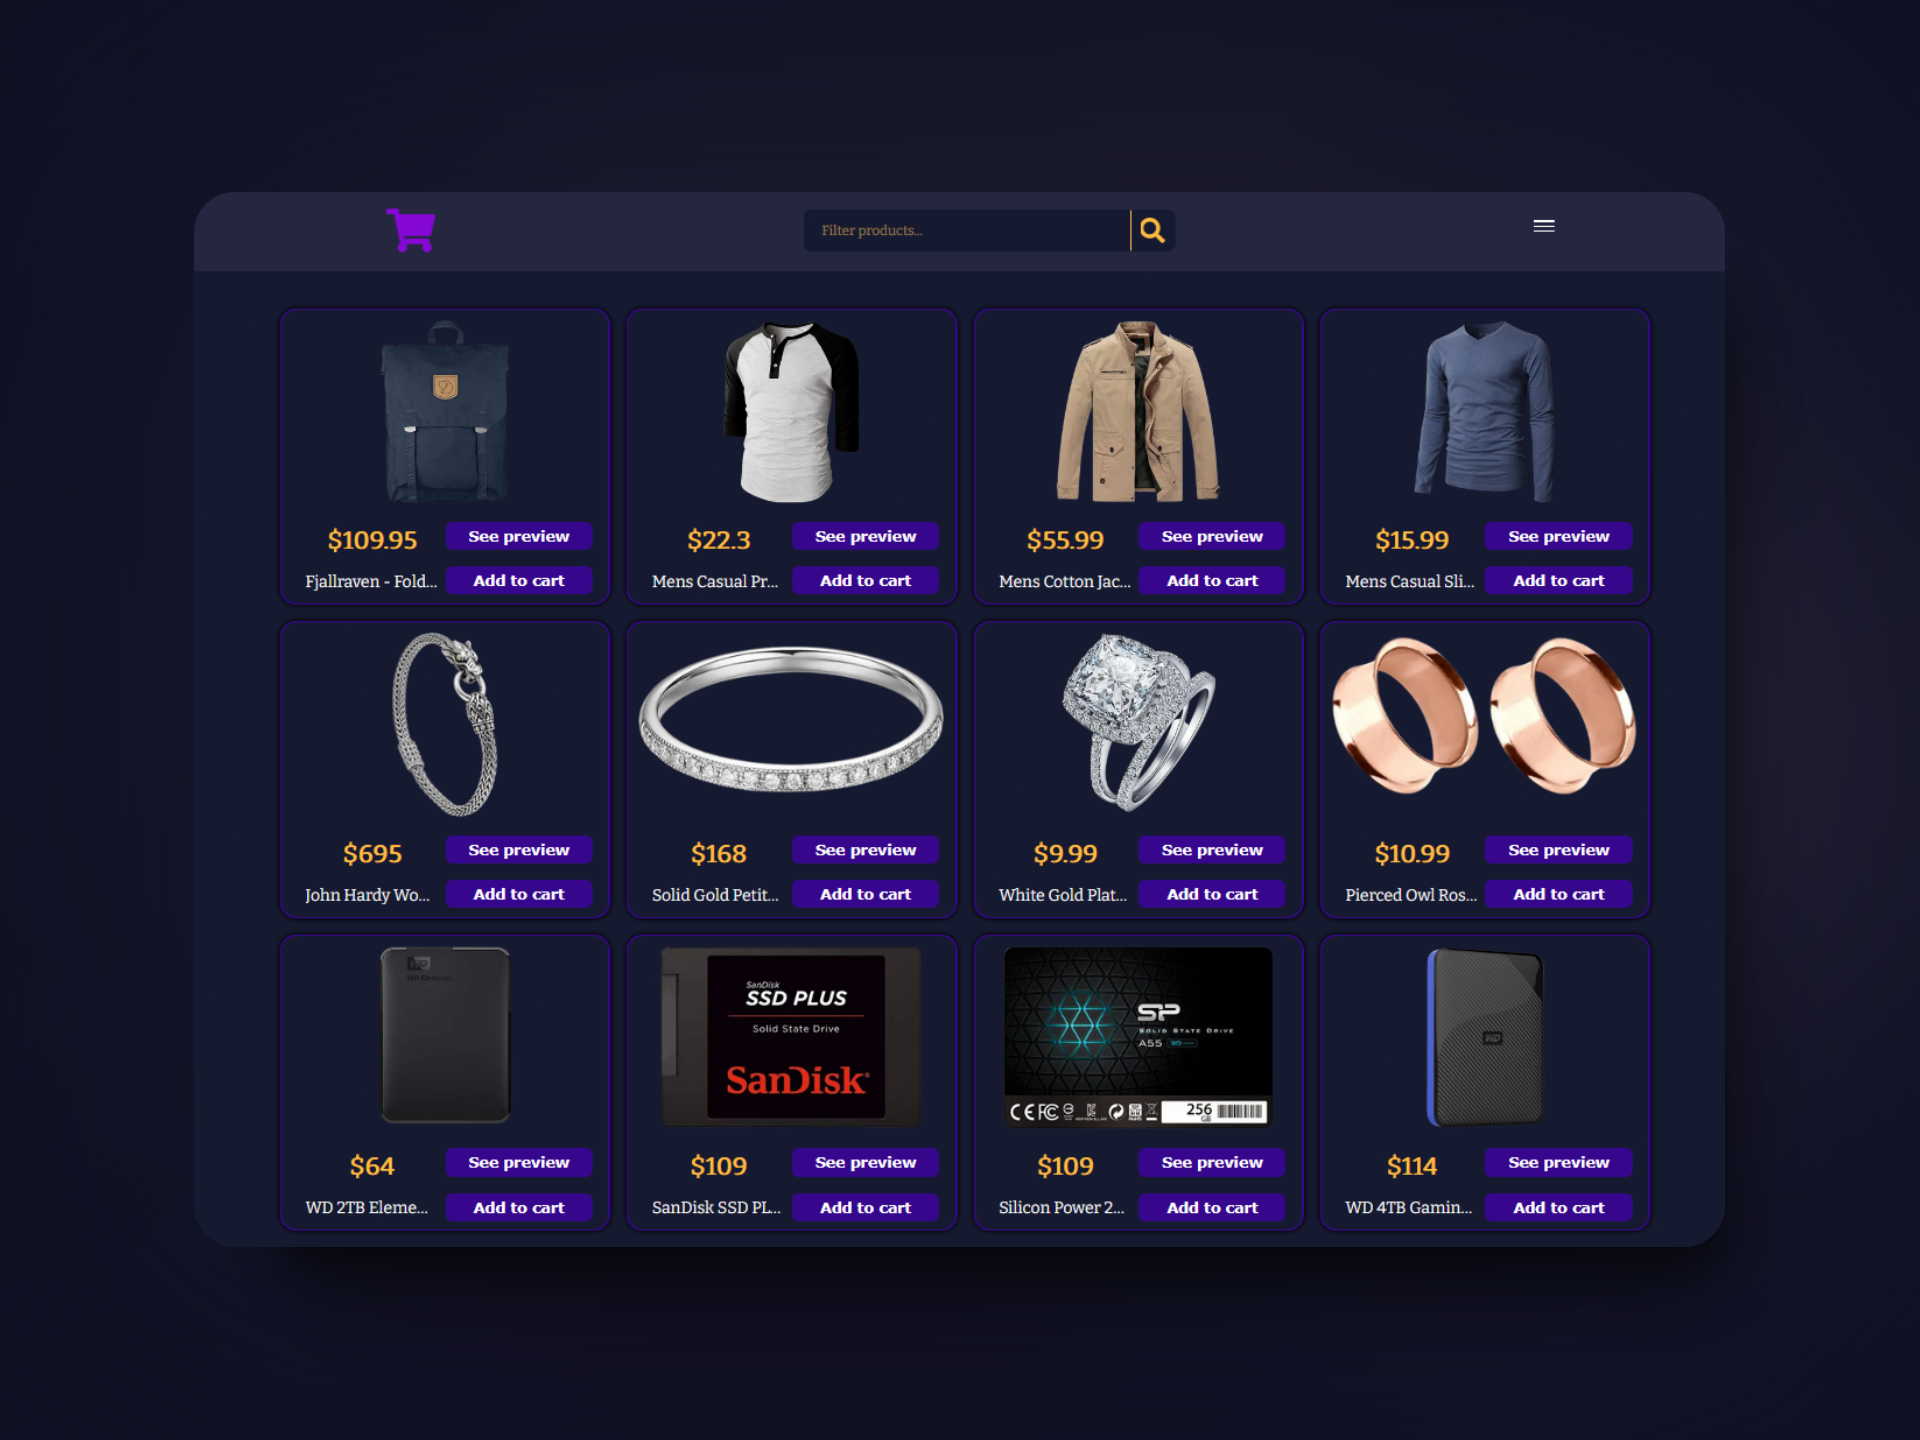 Filter products...
$109.95 See preview
Fjallraven - Fold... Add to cart
$22.3 See preview
Mens Casual Pr... Add to cart
$55.99 See preview
Mens Cotton Jac... Add to cart
$15.99 See preview
Mens Casual Sli... Add to cart
$695 See preview
John Hardy Wo... Add to cart
$168 See preview
Solid Gold Petit... Add to cart
$9.99 See preview
White Gold Plat... Add to cart
$10.99 See preview
Pierced Owl Ros... Add to cart
WD
WD Elements
$64 See preview
WD 2TB Eleme... Add to cart
SanDisk
SSD PLUS
Solid State Drive
SanDisk
$109 See preview
SanDisk SSD PL... Add to cart
SP
SOLID STATE DRIVE
A55
CE FC
256
GB
$109 See preview
Silicon Power 2... Add to cart
WD
$114 See preview
WD 4TB Gamin... Add to cart